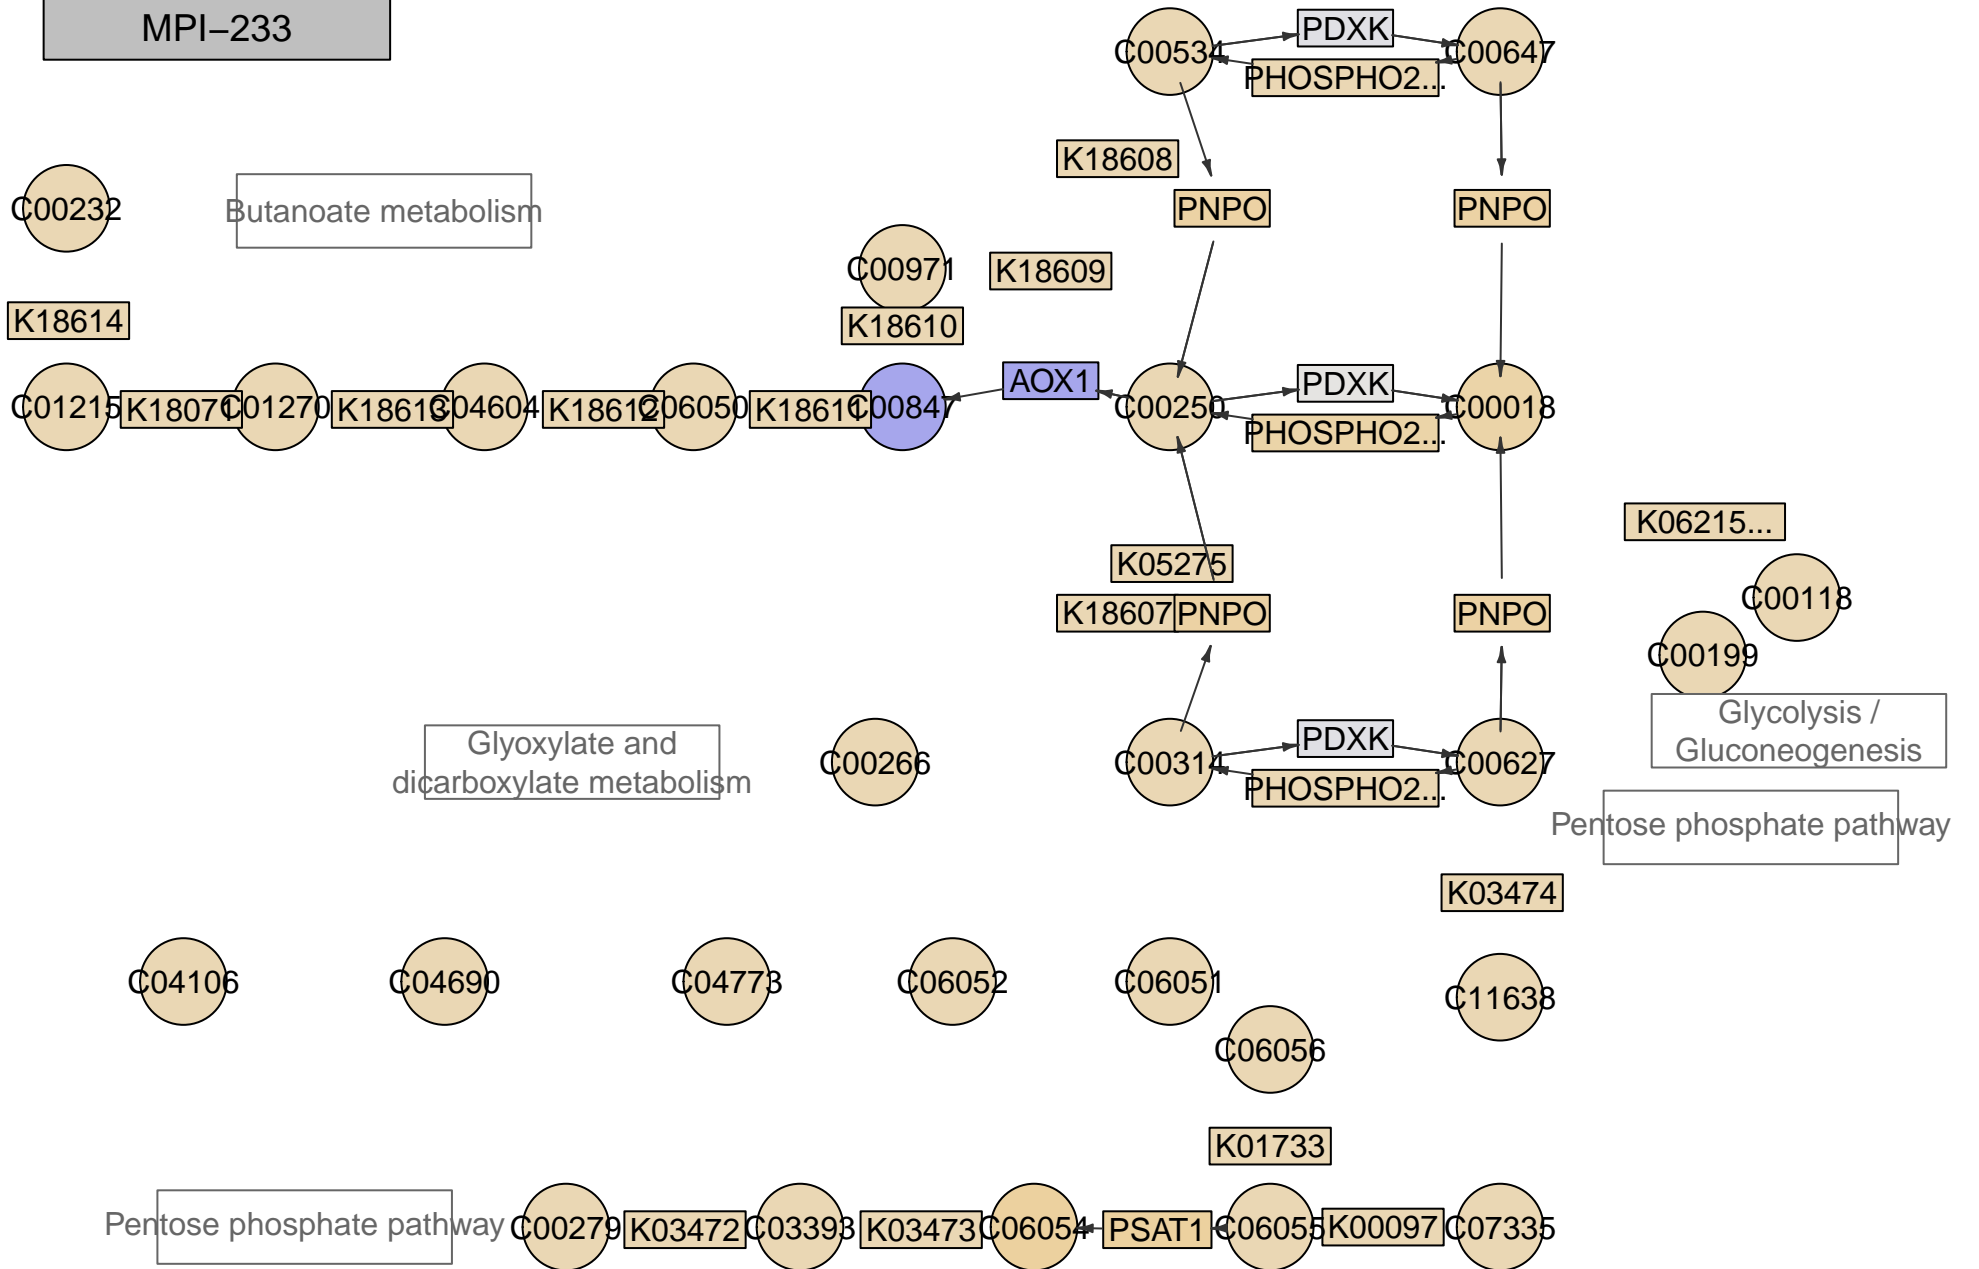 MPI−233
C00534
PDXK
C00647
PHOSPHO2...
K18608
C00232
Butanoate metabolism
PNPO
PNPO
C00971
K18609
K18614
K18610
C01215
K18071
C01270
K18613
C04604
K18612
C06050
K18611
C00847
AOX1
C00250
PDXK
C00018
PHOSPHO2...
K06215...
K05275
C00118
K18607
PNPO
PNPO
C00199
Glycolysis /
Gluconeogenesis
Glyoxylate and
dicarboxylate metabolism
C00266
C00314
PDXK
C00627
PHOSPHO2...
Pentose phosphate pathway
K03474
C04106
C04690
C04773
C06052
C06051
C11638
C06056
K01733
Pentose phosphate pathway
C00279
K03472
C03393
K03473
C06054
PSAT1
C06055
K00097
C07335